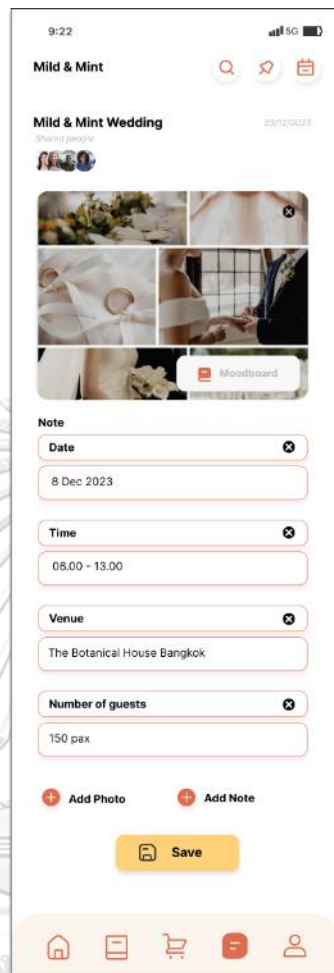 9:22
5G
Mild & Mint
Mild & Mint Wedding
23/12/2023
Shared people
Moodboard
Note
Date
8 Dec 2023
Time
06.00 - 13.00
Venue
The Botanical House Bangkok
Number of guests
150 pax
Add Photo
Add Note
Save